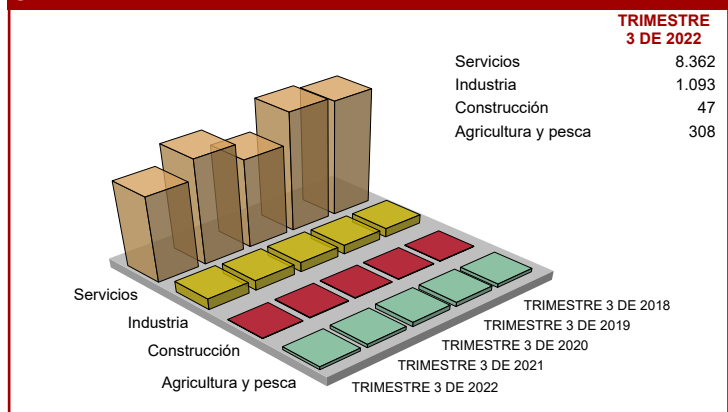 TRIMESTRE
3 DE 2022
Servicios 8.362
Industria 1.093
Construcción 47
Agricultura y pesca 308
Servicios
Industria
Construcción
Agricultura y pesca
TRIMESTRE 3 DE 2018
TRIMESTRE 3 DE 2019
TRIMESTRE 3 DE 2020
TRIMESTRE 3 DE 2021
TRIMESTRE 3 DE 2022